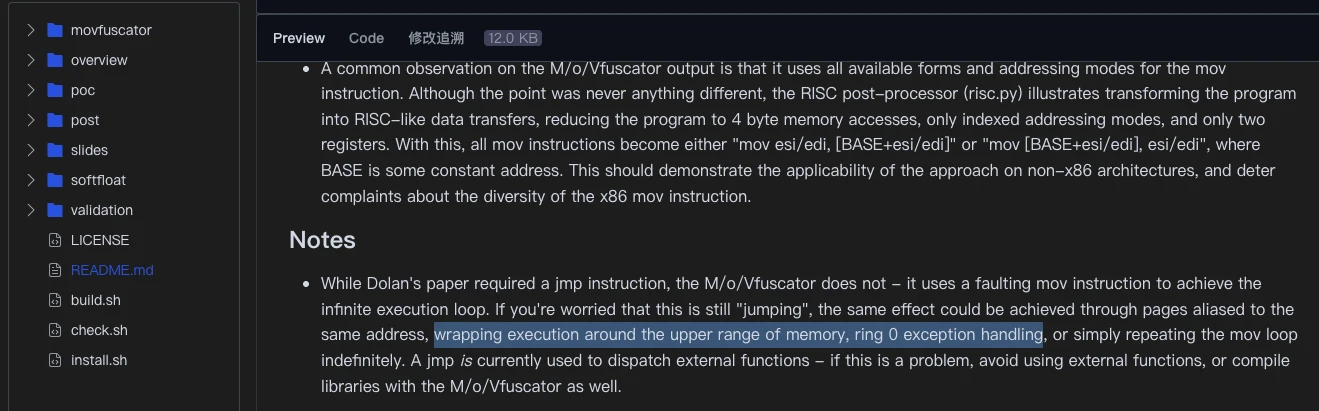 movfuscator
overview
poc
post
slides
softfloat
validation
LICENSE
README.md
build.sh
check.sh
install.sh
Preview Code 修改追溯 12.0 KB
• A common observation on the M/o/Vfuscator output is that it uses all available forms and addressing modes for the mov
instruction. Although the point was never anything different, the RISC post-processor (risc.py) illustrates transforming the program
into RISC-like data transfers, reducing the program to 4 byte memory accesses, only indexed addressing modes, and only two
registers. With this, all mov instructions become either "mov esi/edi, [BASE+esi/edi]" or "mov [BASE+esi/edi], esi/edi", where
BASE is some constant address. This should demonstrate the applicability of the approach on non-x86 architectures, and deter
complaints about the diversity of the x86 mov instruction.
Notes
• While Dolan's paper required a jmp instruction, the M/o/Vfuscator does not - it uses a faulting mov instruction to achieve the
infinite execution loop. If you're worried that this is still "jumping", the same effect could be achieved through pages aliased to the
same address, wrapping execution around the upper range of memory, ring 0 exception handling, or simply repeating the mov loop
indefinitely. A jmp is currently used to dispatch external functions - if this is a problem, avoid using external functions, or compile
libraries with the M/o/Vfuscator as well.